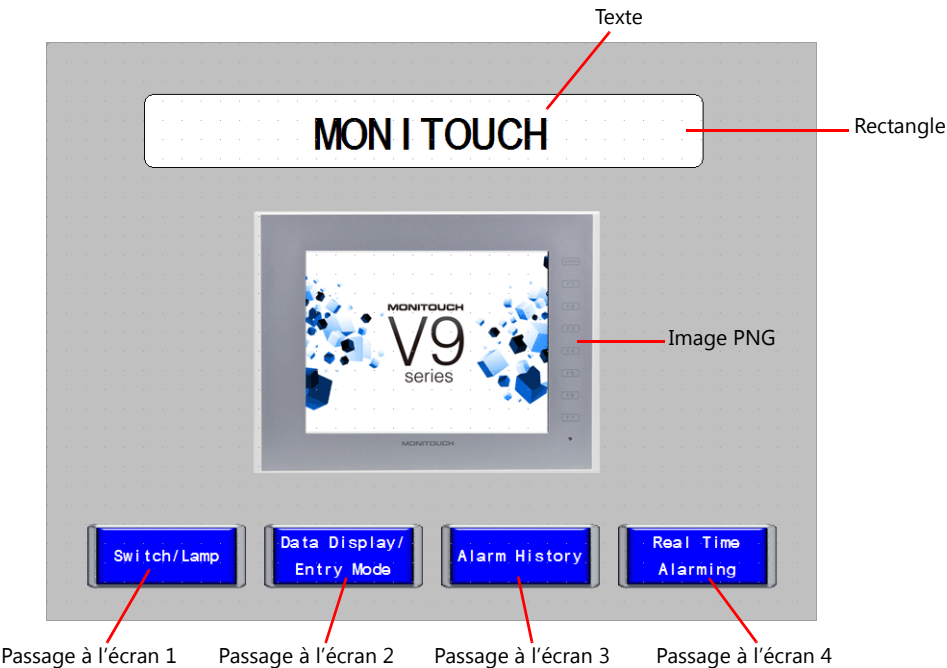 Texte
MONITOUCH
Rectangle
MONITOUCH
V9
series
Image PNG
MONITOUCH
Switch/Lamp
Data Display/
Entry Mode
Alarm History
Real Time
Alarming
Passage à l’écran 1
Passage à l’écran 2
Passage à l’écran 3
Passage à l’écran 4